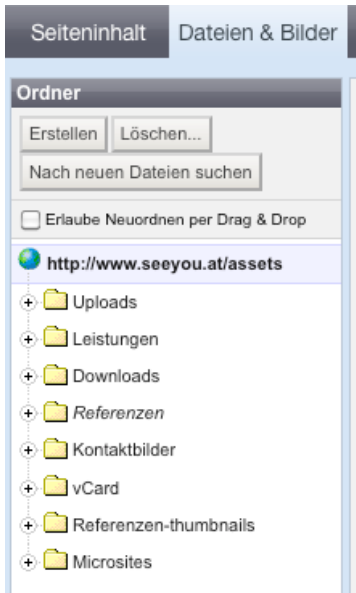 Seiteninhalt Dateien & Bilder
Ordner
Erstellen Löschen...
Nach neuen Dateien suchen
Erlaube Neuordnen per Drag & Drop
http://www.seeyou.at/assets
Uploads
Leistungen
Downloads
Referenzen
Kontaktbilder
vCard
Referenzen-thumbnails
Microsites